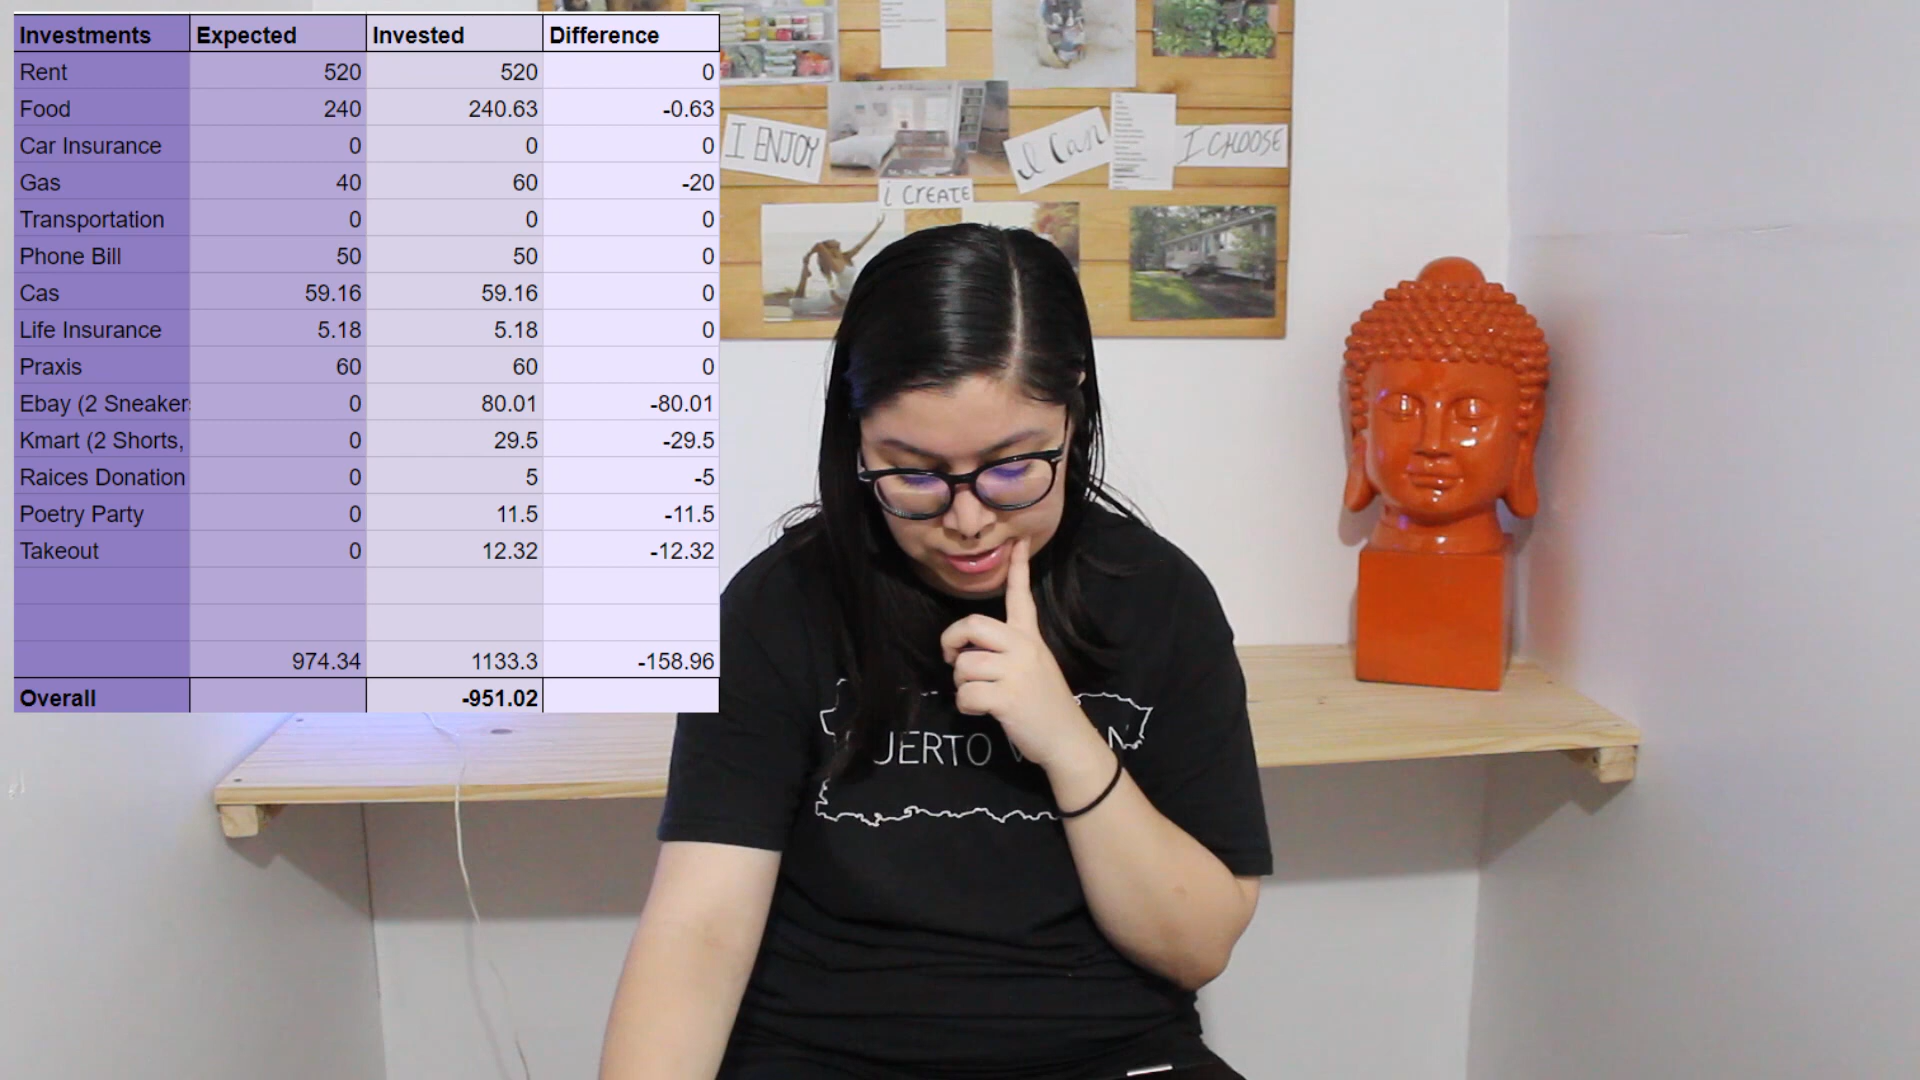 Investments Expected Invested Difference
Rent 520 520 0
Food 240 240.63 -0.63
Car Insurance 0 0 0
Gas 40 60 -20
Transportation 0 0 0
Phone Bill 50 50 0
Cas 59.16 59.16 0
Life Insurance 5.18 5.18 0
Praxis 60 60 0
Ebay (2 Sneaker 0 80.01 -80.01
Kmart (2 Shorts, 0 29.5 -29.5
Raices Donation 0 5 -5
Poetry Party 0 11.5 -11.5
Takeout 0 12.32 -12.32
974.34 1133.3 -158.96
Overall -951.02
I ENJOY
I Can
I CHOOSE
i CREATE
UERTO